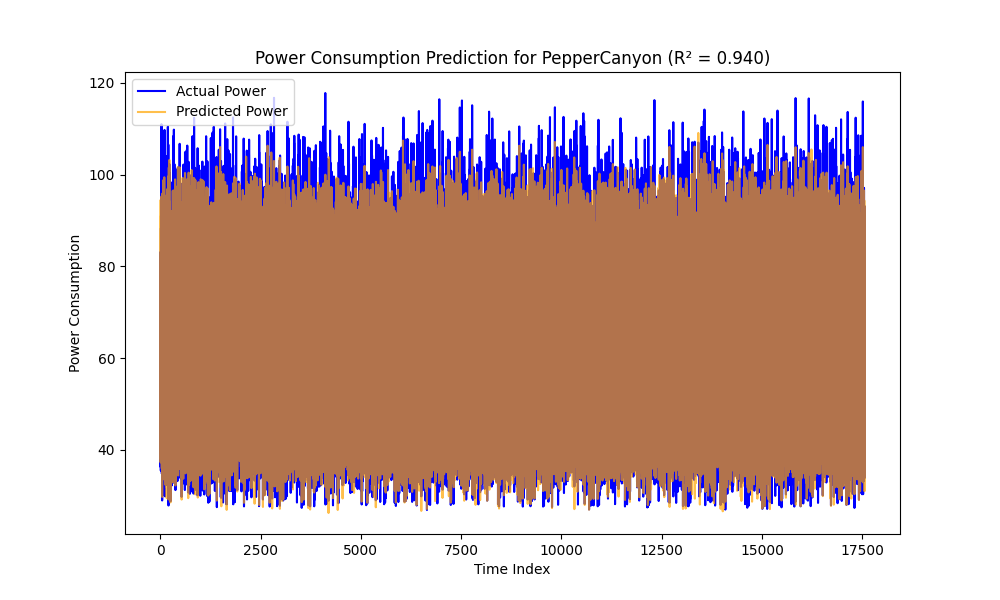 Power Consumption Prediction for PepperCanyon (R² = 0.940)
Actual Power
Predicted Power
Power Consumption
120
100
80
60
40
0 2500 5000 7500 10000 12500 15000 17500
Time Index